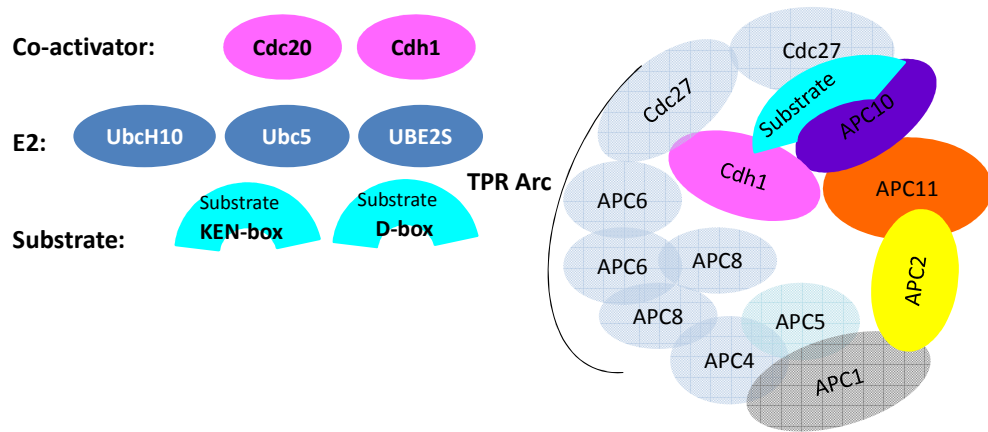 Co-activator:
Cdc20
Cdh1
E2:
UbcH10
Ubc5
UBE2S
Substrate:
Substrate
KEN-box
Substrate
D-box
TPR Arc
Cdc27
Cdc27
Substrate
APC10
Cdh1
APC11
APC6
APC6
APC8
APC2
APC8
APC5
APC4
APC1